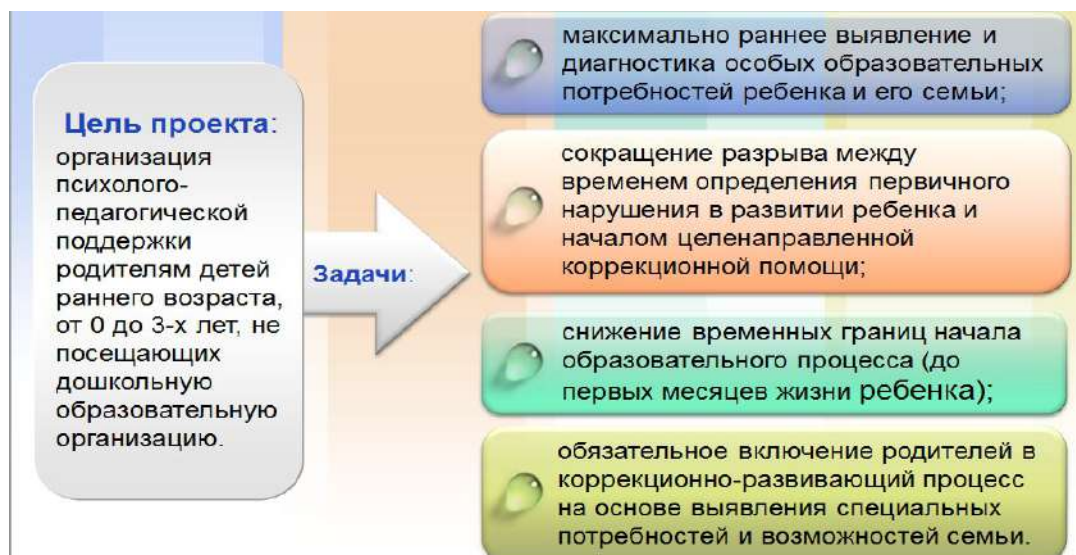 Цель проекта:
организация
психолого-
педагогической
поддержки
родителям детей
раннего возраста,
от 0 до 3-х лет, не
посещающих
дошкольную
образовательную
организацию.
Задачи:
максимально раннее выявление и
диагностика особых образовательных
потребностей ребенка и его семьи;
сокращение разрыва между
временем определения первичного
нарушения в развитии ребенка и
началом целенаправленной
коррекционной помощи;
снижение временных границ начала
образовательного процесса (до
первых месяцев жизни ребенка);
обязательное включение родителей в
коррекционно-развивающий процесс
на основе выявления специальных
потребностей и возможностей семьи.